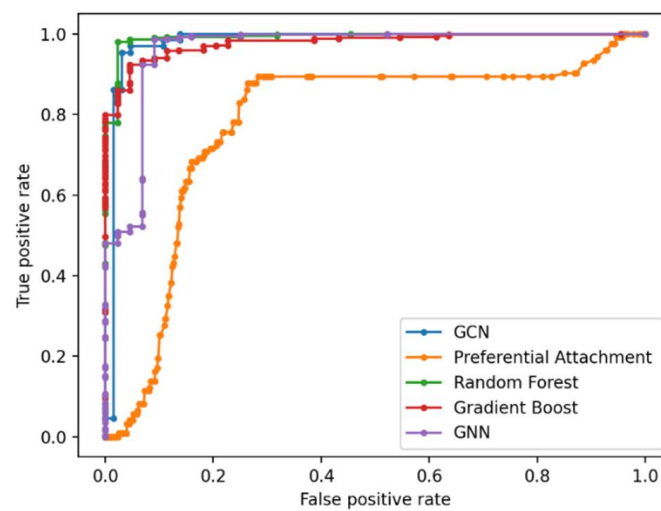 1.0
0.8
0.6
0.4
0.2
0.0
True positive rate
GCN
Preferential Attachment
Random Forest
Gradient Boost
GNN
0.0 0.2 0.4 0.6 0.8 1.0
False positive rate